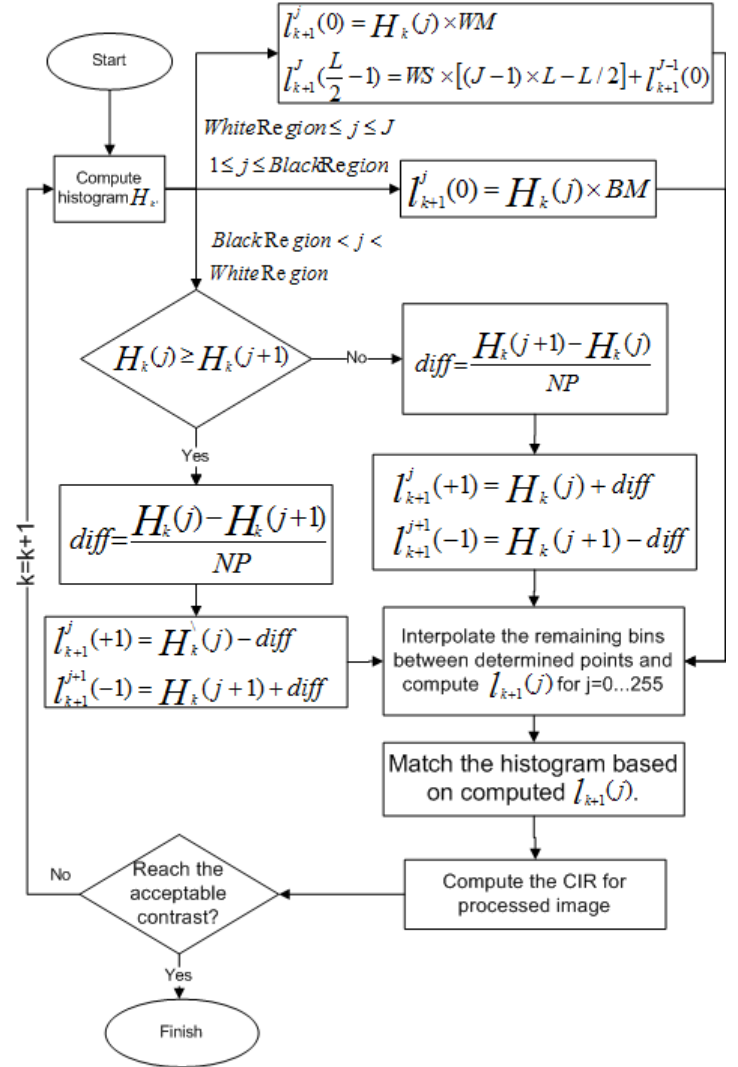 l^j_{k+1}(0) = H_k(j)×WM
l^J_{k+1}(L/2 −1) = WS×[(J−1)×L−L/2]+l^{J-1}_{k+1}(0)
Start
WhiteRegion ≤ j ≤ J
1 ≤ j ≤ BlackRegion
Compute
histogram H_k.
l^j_{k+1}(0) = H_k(j)×BM
BlackRegion < j <
WhiteRegion
H_k(j) ≥ H_k(j+1)
No
diff= (H_k(j+1)−H_k(j))/NP
Yes
l^j_{k+1}(+1) = H_k(j)+diff
l^{j+1}_{k+1}(−1) = H_k(j+1)−diff
diff= (H_k(j)−H_k(j+1))/NP
k=k+1
l^j_{k+1}(+1) = H^\_k(j)−diff
l^{j+1}_{k+1}(−1) = H_k(j+1)+diff
Interpolate the remaining bins
between determined points and
compute l_{k+1}(j) for j=0...255
Match the histogram based
on computed l_{k+1}(j).
Compute the CIR for
processed image
No
Reach the
acceptable
contrast?
Yes
Finish